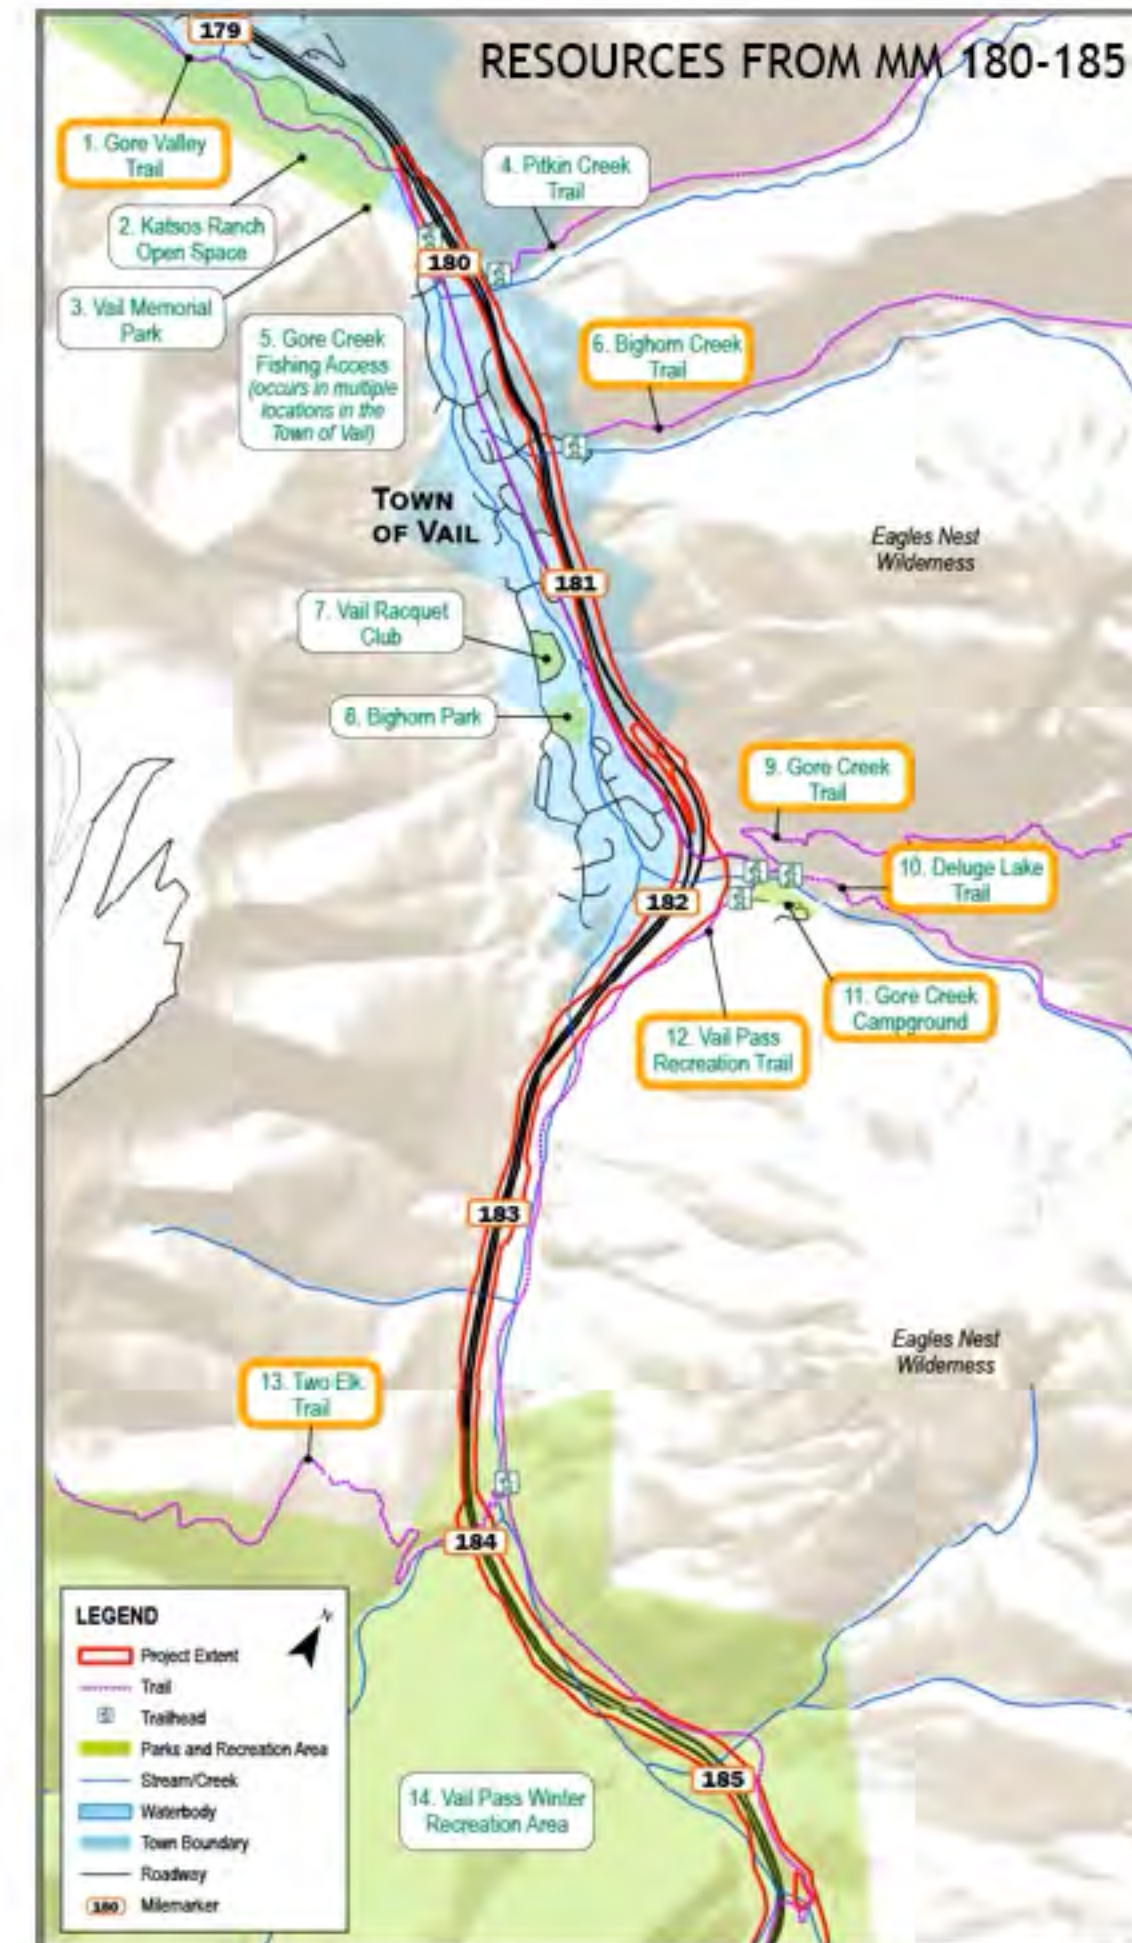 179
RESOURCES FROM MM 180-185
1. Gore Valley
Trail
4. Pitkin Creek
Trail
2. Katsos Ranch
Open Space
180
3. Vail Memorial
Park
5. Gore Creek
Fishing Access
(occurs in multiple
locations in the
Town of Vail)
6. Bighorn Creek
Trail
TOWN
OF VAIL
Eagles Nest
Wilderness
181
7. Vail Racquet
Club
8. Bighorn Park
9. Gore Creek
Trail
10. Deluge Lake
Trail
182
11. Gore Creek
Campground
12. Vail Pass
Recreation Trail
183
Eagles Nest
Wilderness
13. Two Elk
Trail
184
LEGEND
N
Project Extent
Trail
Trailhead
Parks and Recreation Area
Stream/Creek
Waterbody
Town Boundary
Roadway
180 Milemarker
185
14. Vail Pass Winter
Recreation Area